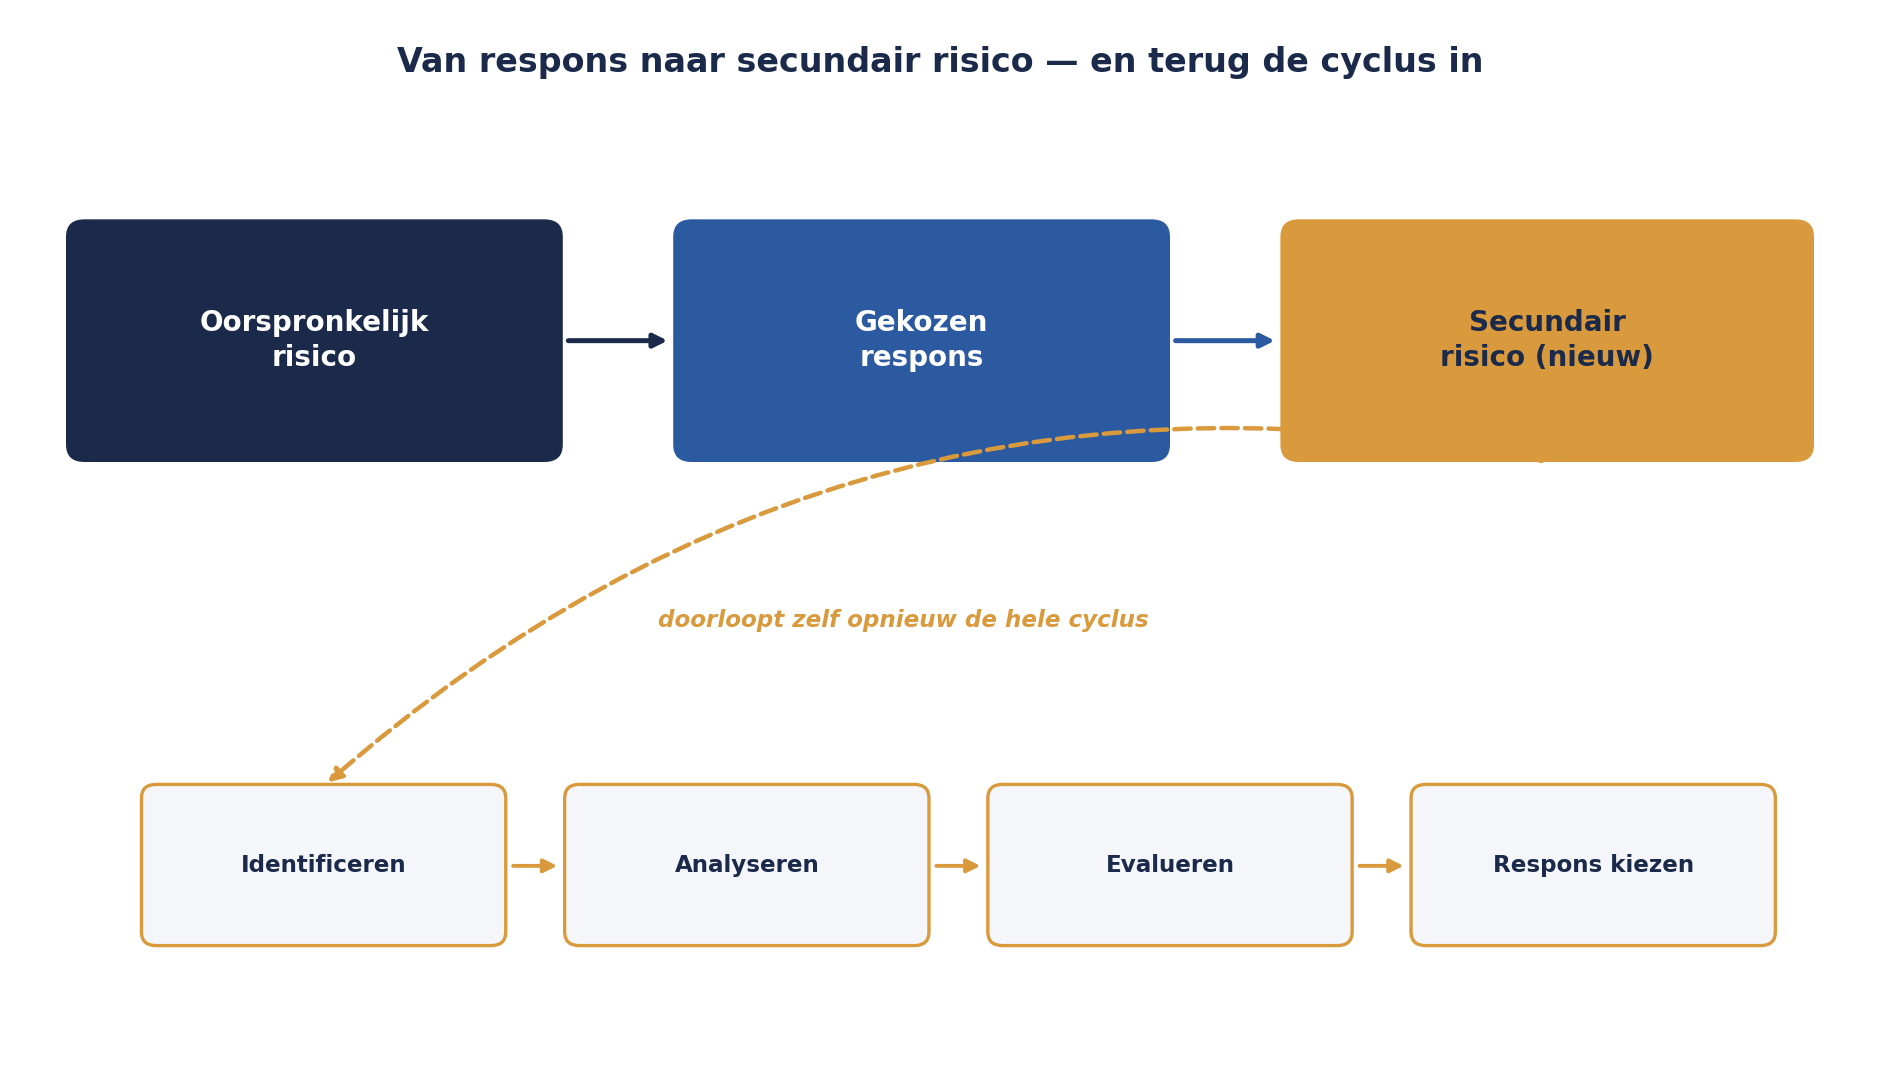 Van respons naar secundair risico — en terug de cyclus in
Oorspronkelijk
risico
Gekozen
respons
Secundair
risico (nieuw)
doorloopt zelf opnieuw de hele cyclus
Identificeren
Analyseren
Evalueren
Respons kiezen